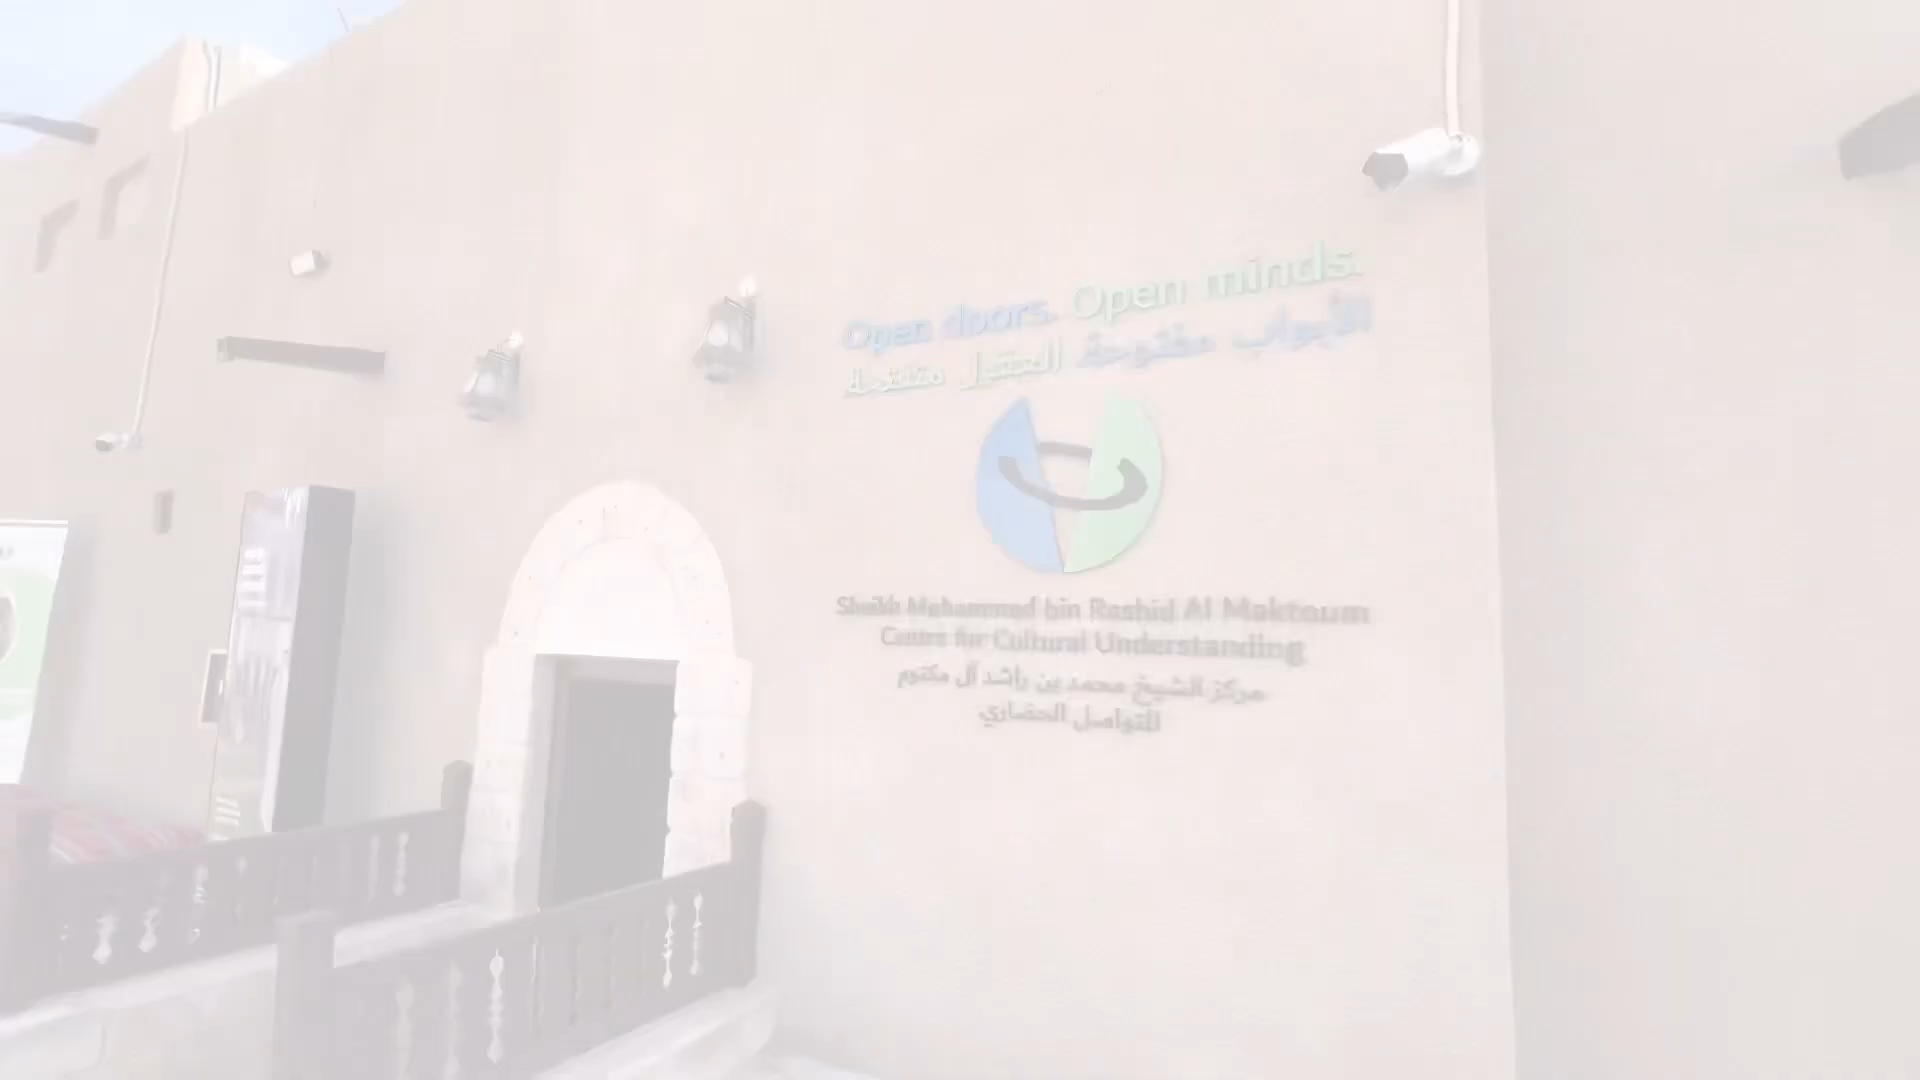 Open doors. Open minds.
الأبواب مفتوحة العقول متفتحة
Sheikh Mohammed bin Rashid Al Maktoum
Centre for Cultural Understanding
مركز الشيخ محمد بن راشد آل مكتوم
للتواصل الحضاري